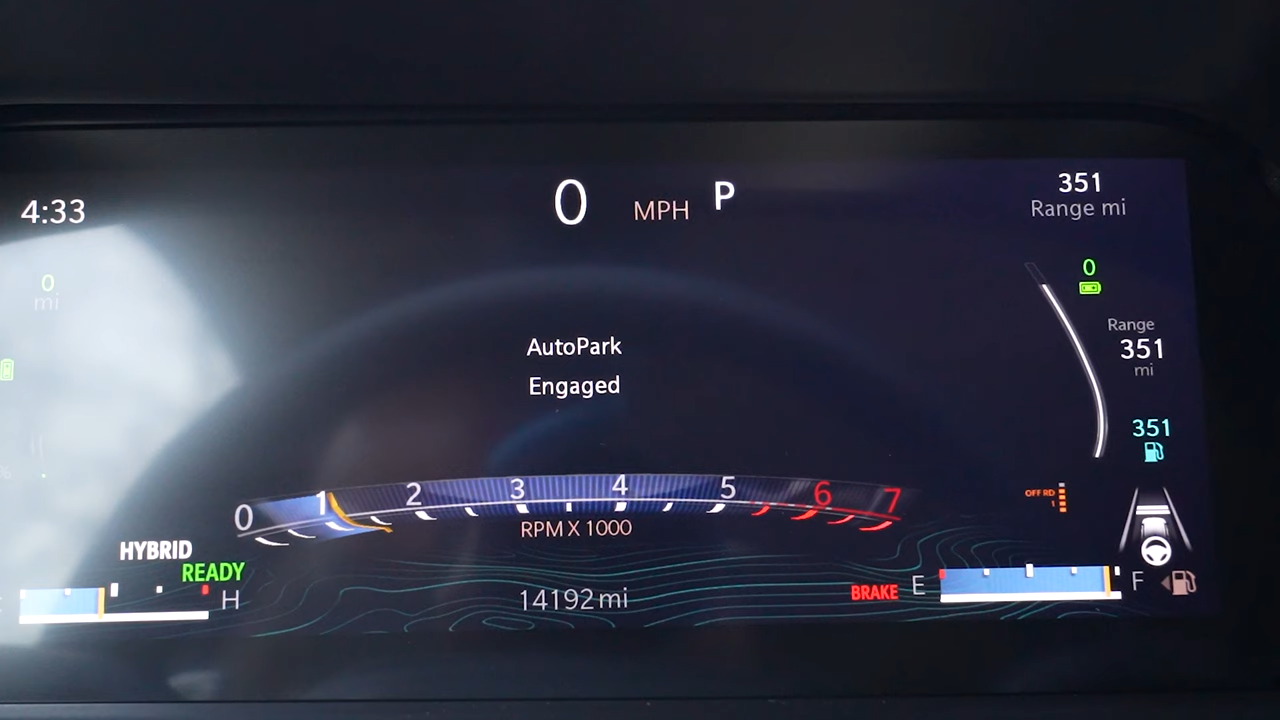 4:33
0 MPH P
351
Range mi
0
mi
0
Range
351
mi
351
AutoPark
Engaged
0 1 2 3 4 5 6 7
RPM X 1000
OFF RD
1
HYBRID
READY
H
14192 mi
BRAKE
E F
%